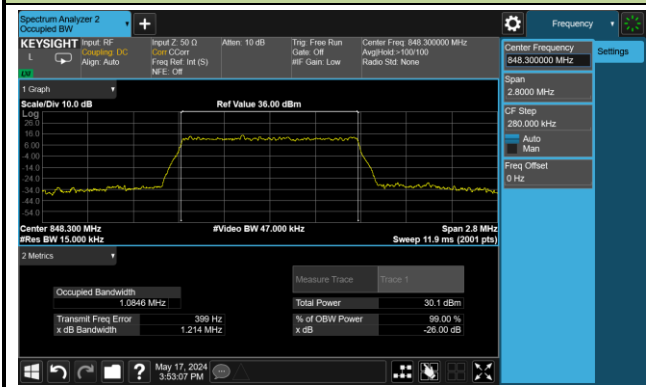 Spectrum Analyzer 2
Occupied BW
+
Frequency
KEYSIGHT
L
Input: RF
Coupling: DC
Align: Auto
Input Z: 50 Ω
Corr CCorr
Freq Ref: Int (S)
NFE: Off
Atten: 10 dB
Trig: Free Run
Gate: Off
#IF Gain: Low
Center Freq: 848.300000 MHz
Avg|Hold:>100/100
Radio Std: None
1 Graph
Scale/Div 10.0 dB
Ref Value 36.00 dBm
Log
26.0
16.0
6.00
-4.00
-14.0
-24.0
-34.0
-44.0
-54.0
Center 848.300 MHz
#Video BW 47.000 kHz
Span 2.8 MHz
#Res BW 15.000 kHz
Sweep 11.9 ms (2001 pts)
2 Metrics
Measure Trace
Trace 1
Occupied Bandwidth
1.0846 MHz
Total Power
30.1 dBm
Transmit Freq Error
399 Hz
% of OBW Power
99.00 %
x dB Bandwidth
1.214 MHz
x dB
-26.00 dB
Center Frequency
848.300000 MHz
Settings
Span
2.8000 MHz
CF Step
280.000 kHz
Auto
Man
Freq Offset
0 Hz
?
May 17, 2024
3:53:07 PM